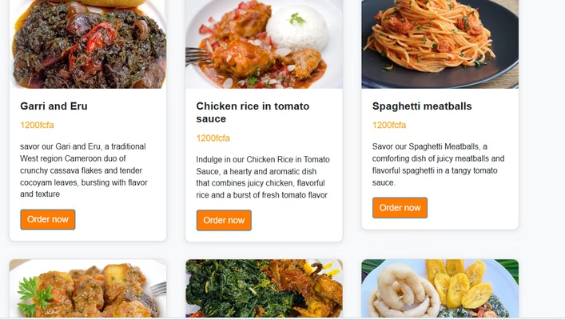 Garri and Eru
1200fcfa
savor our Gari and Eru, a traditional
West region Cameroon duo of
crunchy cassava flakes and tender
cocoyam leaves, bursting with flavor
and texture
Order now
Chicken rice in tomato
sauce
1200fcfa
Indulge in our Chicken Rice in Tomato
Sauce, a hearty and aromatic dish
that combines juicy chicken, flavorful
rice and a burst of fresh tomato flavor
Order now
Spaghetti meatballs
1200fcfa
Savor our Spaghetti Meatballs, a
comforting dish of juicy meatballs and
flavorful spaghetti in a tangy tomato
sauce.
Order now